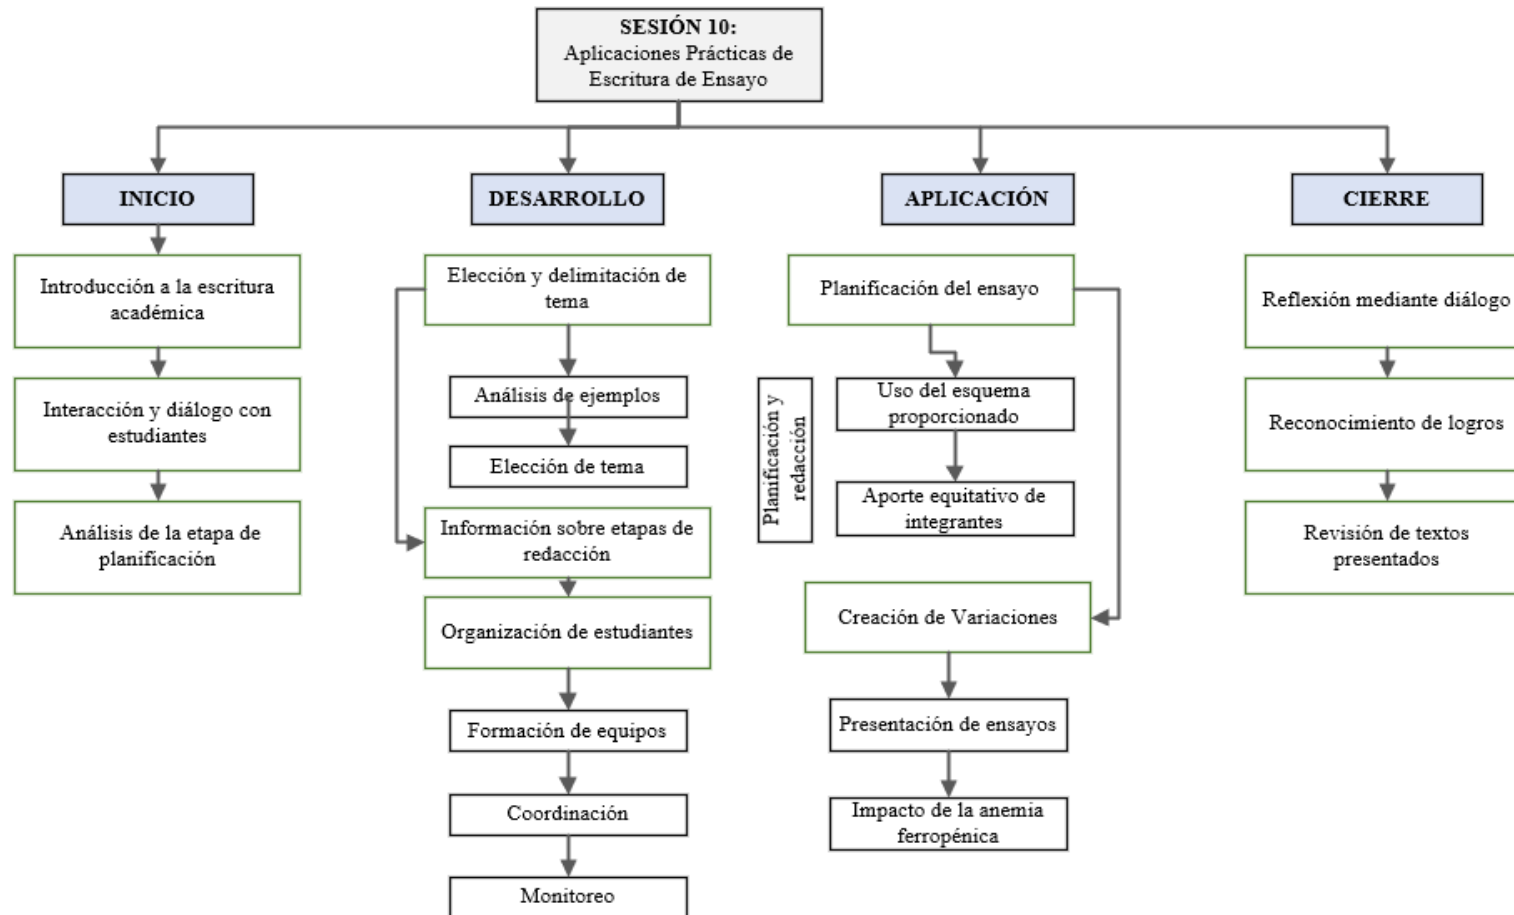 SESIÓN 10:
Aplicaciones Prácticas de
Escritura de Ensayo
INICIO
Introducción a la escritura
académica
Interacción y diálogo con
estudiantes
Análisis de la etapa de
planificación
DESARROLLO
Elección y delimitación de
tema
Análisis de ejemplos
Elección de tema
Información sobre etapas de
redacción
Organización de estudiantes
Formación de equipos
Coordinación
Monitoreo
APLICACIÓN
Planificación del ensayo
Planificación y
redacción
Uso del esquema
proporcionado
Aporte equitativo de
integrantes
Creación de Variaciones
Presentación de ensayos
Impacto de la anemia
ferropénica
CIERRE
Reflexión mediante diálogo
Reconocimiento de logros
Revisión de textos
presentados